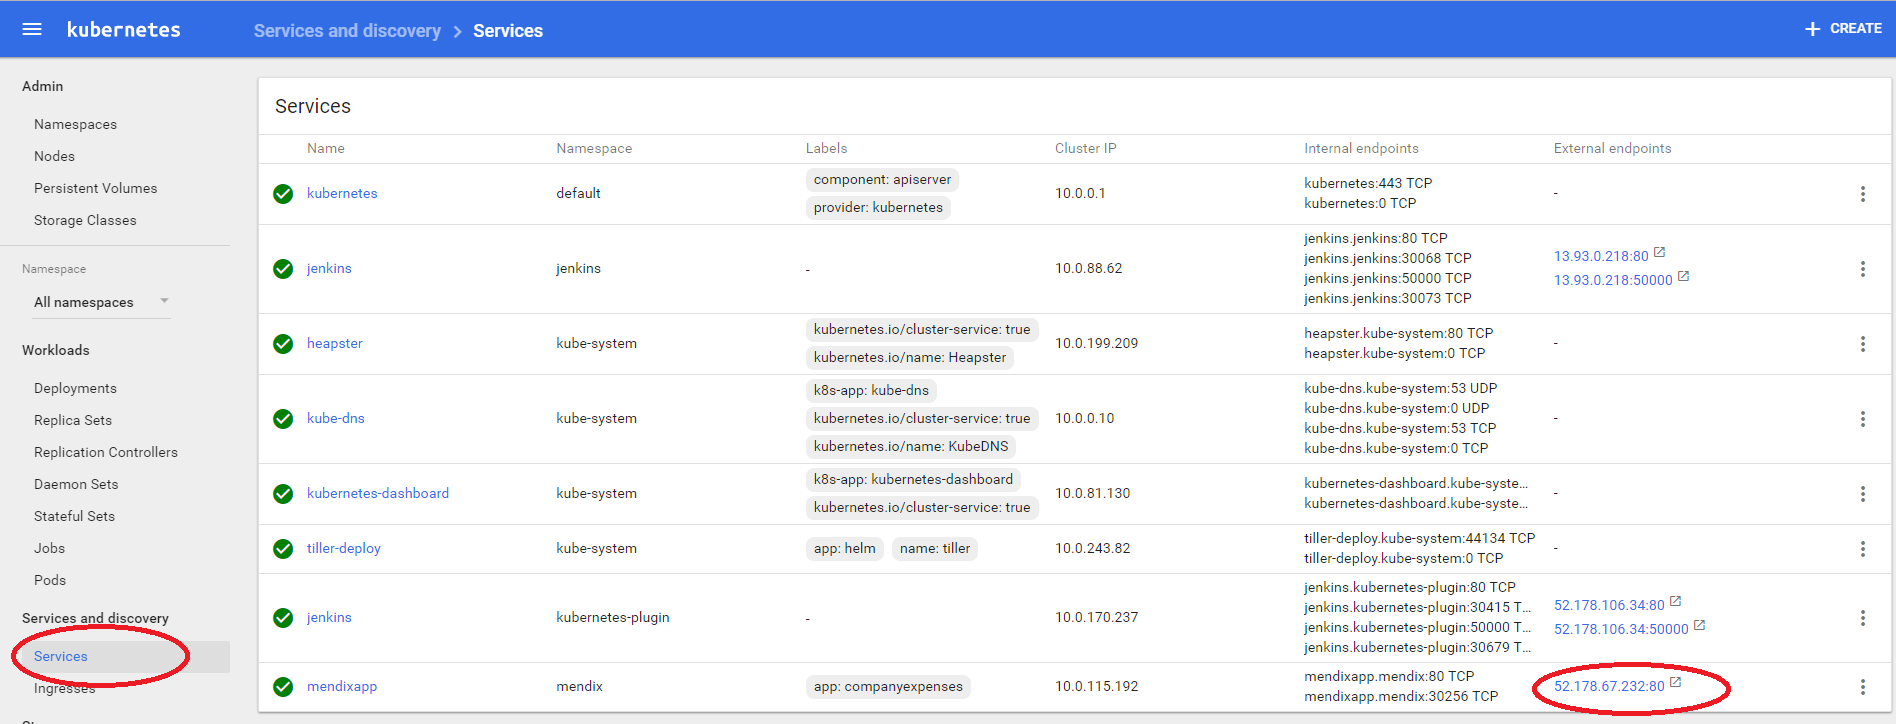 kubernetes
Services and discovery > Services
+ CREATE
Admin
Namespaces
Nodes
Persistent Volumes
Storage Classes
Namespace
All namespaces
Workloads
Deployments
Replica Sets
Replication Controllers
Daemon Sets
Stateful Sets
Jobs
Pods
Services and discovery
Services
Ingresses
Services
Name Namespace Labels Cluster IP Internal endpoints External endpoints
kubernetes default component: apiserver 10.0.0.1 kubernetes:443 TCP -
provider: kubernetes kubernetes:0 TCP
jenkins jenkins - 10.0.88.62 jenkins.jenkins:80 TCP 13.93.0.218:80
jenkins.jenkins:30068 TCP 13.93.0.218:50000
jenkins.jenkins:50000 TCP
jenkins.jenkins:30073 TCP
heapster kube-system kubernetes.io/cluster-service: true 10.0.199.209 heapster.kube-system:80 TCP -
kubernetes.io/name: Heapster heapster.kube-system:0 TCP
kube-dns kube-system k8s-app: kube-dns 10.0.0.10 kube-dns.kube-system:53 UDP -
kubernetes.io/cluster-service: true kube-dns.kube-system:0 UDP
kubernetes.io/name: KubeDNS kube-dns.kube-system:53 TCP
kube-dns.kube-system:0 TCP
kubernetes-dashboard kube-system k8s-app: kubernetes-dashboard 10.0.81.130 kubernetes-dashboard.kube-syste... -
kubernetes.io/cluster-service: true kubernetes-dashboard.kube-syste...
tiller-deploy kube-system app: helm name: tiller 10.0.243.82 tiller-deploy.kube-system:44134 TCP -
tiller-deploy.kube-system:0 TCP
jenkins kubernetes-plugin - 10.0.170.237 jenkins.kubernetes-plugin:80 TCP 52.178.106.34:80
jenkins.kubernetes-plugin:30415 T... 52.178.106.34:50000
jenkins.kubernetes-plugin:50000 T...
jenkins.kubernetes-plugin:30679 T...
mendixapp mendix app: companyexpenses 10.0.115.192 mendixapp.mendix:80 TCP 52.178.67.232:80
mendixapp.mendix:30256 TCP